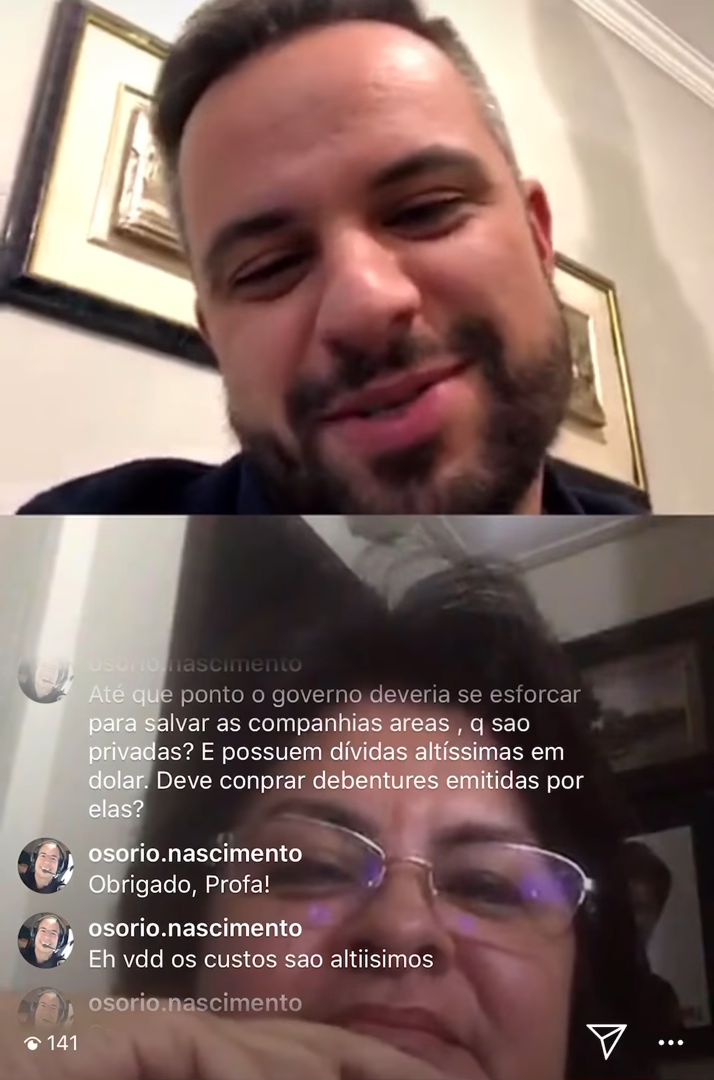 osorio.nascimento
Até que ponto o governo deveria se esforcar
para salvar as companhias areas , q sao
privadas? E possuem dívidas altíssimas em
dolar. Deve conprar debentures emitidas por
elas?
osorio.nascimento
Obrigado, Profa!
osorio.nascimento
Eh vdd os custos sao altiisimos
osorio.nascimento
141